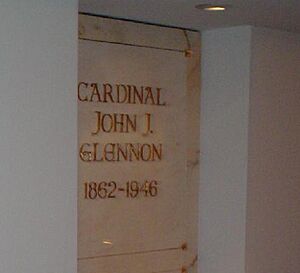 CARDINAL
JOHN J.
GLENNON
1862-1946